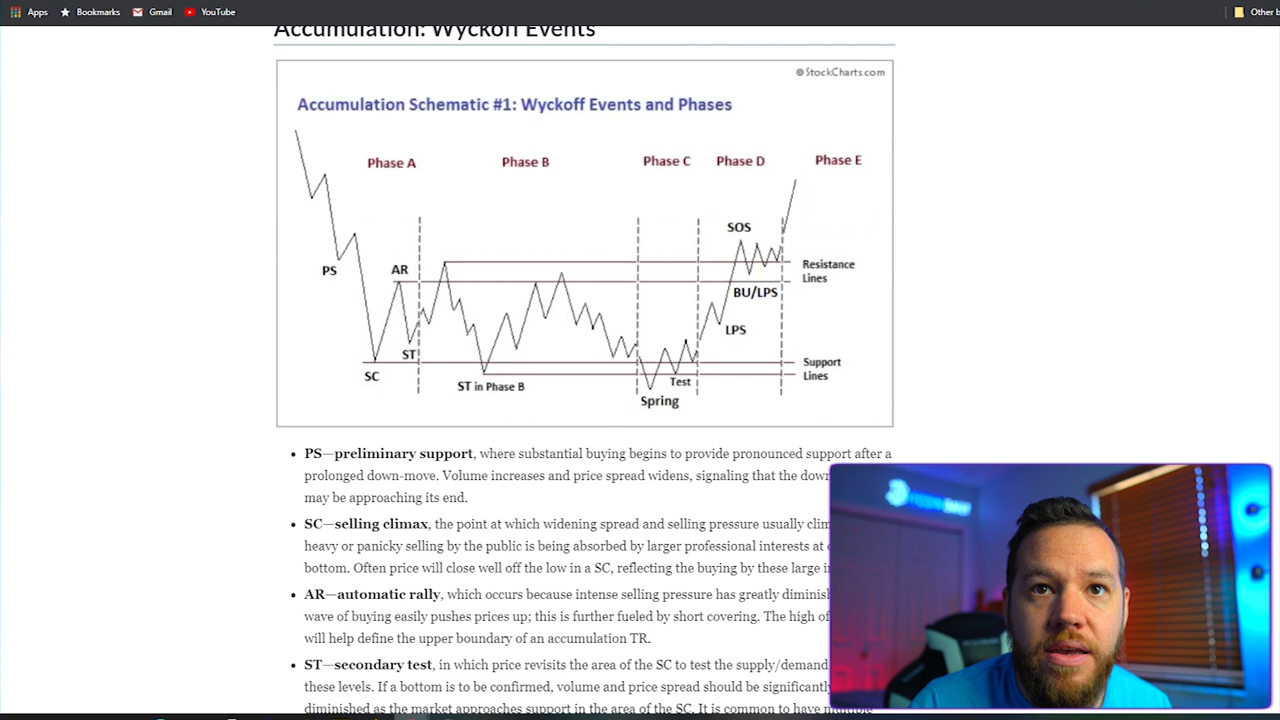 Apps Bookmarks Gmail YouTube Other b
Accumulation: Wyckoff Events
©StockCharts.com
Accumulation Schematic #1: Wyckoff Events and Phases
Phase A Phase B Phase C Phase D Phase E
SOS
PS AR Resistance
Lines
BU/LPS
LPS
ST Support
SC Lines
ST in Phase B Test
Spring
• PS—preliminary support, where substantial buying begins to provide pronounced support after a
prolonged down-move. Volume increases and price spread widens, signaling that the down
may be approaching its end.
• SC—selling climax, the point at which widening spread and selling pressure usually clim
heavy or panicky selling by the public is being absorbed by larger professional interests at
bottom. Often price will close well off the low in a SC, reflecting the buying by these large in
• AR—automatic rally, which occurs because intense selling pressure has greatly diminish
wave of buying easily pushes prices up; this is further fueled by short covering. The high of
will help define the upper boundary of an accumulation TR.
• ST—secondary test, in which price revisits the area of the SC to test the supply/demand
these levels. If a bottom is to be confirmed, volume and price spread should be significantly
diminished as the market approaches support in the area of the SC. It is common to have multiple